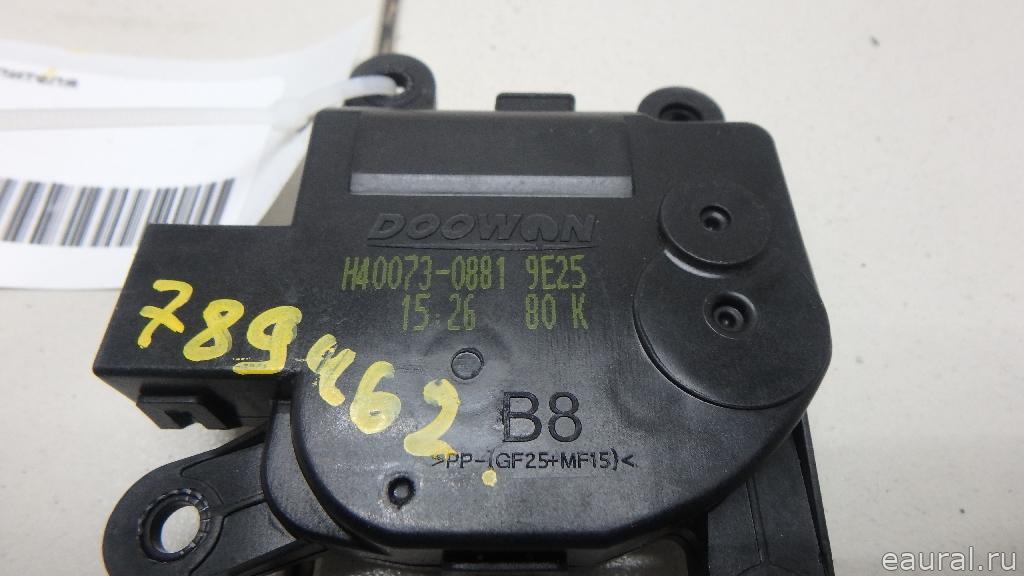 DOOWON
H40073-0881 9E25
15:26 80 K
789462
B8
>PP-(GF25+MF15)<
eaural.ru